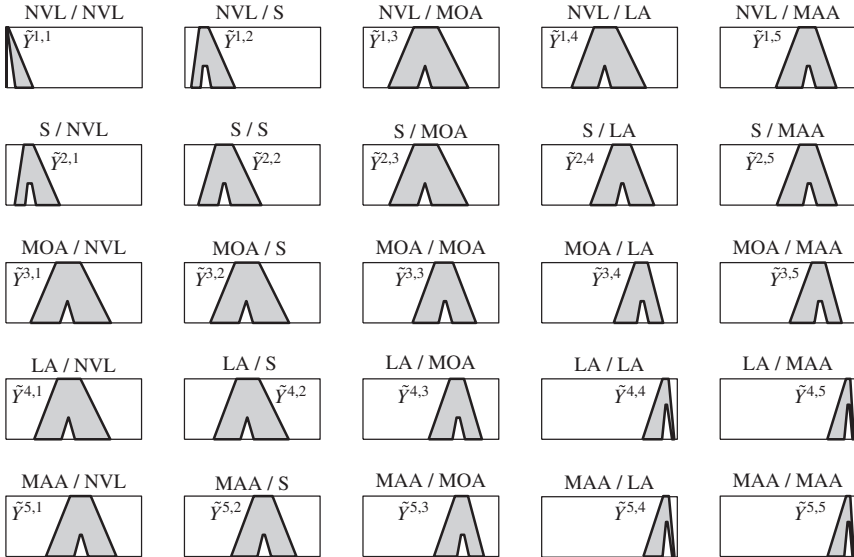 NVL / NVL NVL / S NVL / MOA NVL / LA NVL / MAA
Ỹ1,1 Ỹ1,2 Ỹ1,3 Ỹ1,4 Ỹ1,5
S / NVL S / S S / MOA S / LA S / MAA
Ỹ2,1 Ỹ2,2 Ỹ2,3 Ỹ2,4 Ỹ2,5
MOA / NVL MOA / S MOA / MOA MOA / LA MOA / MAA
Ỹ3,1 Ỹ3,2 Ỹ3,3 Ỹ3,4 Ỹ3,5
LA / NVL LA / S LA / MOA LA / LA LA / MAA
Ỹ4,1 Ỹ4,2 Ỹ4,3 Ỹ4,4 Ỹ4,5
MAA / NVL MAA / S MAA / MOA MAA / LA MAA / MAA
Ỹ5,1 Ỹ5,2 Ỹ5,3 Ỹ5,4 Ỹ5,5